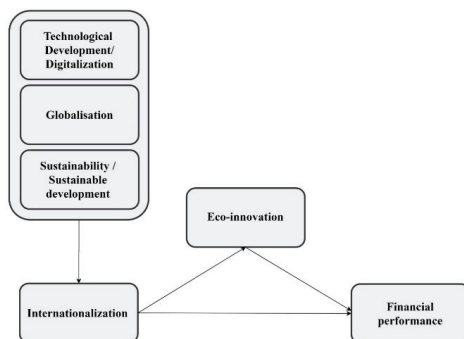 Technological
Development/
Digitalization
Globalisation
Sustainability /
Sustainable
development
Eco-innovation
Internationalization
Financial
performance